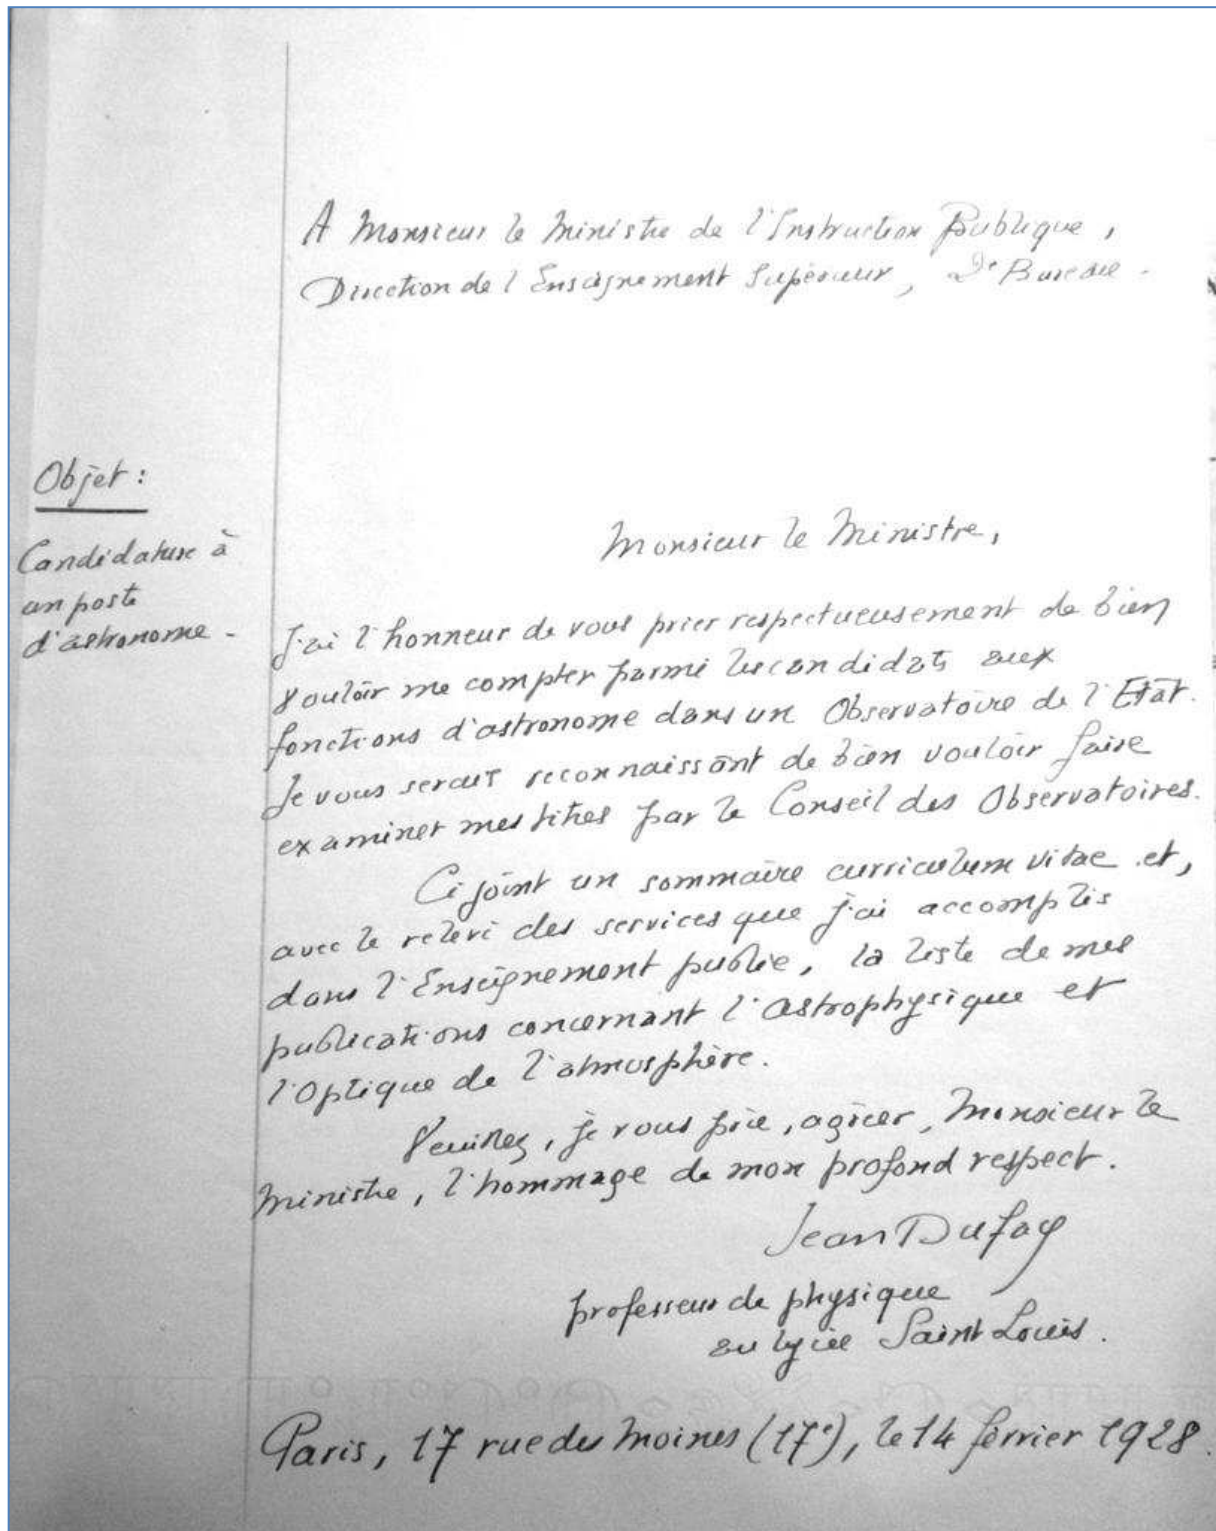 A Monsieur le Ministre de l'Instruction Publique,
Direction de l'Enseignement Supérieur, 2e Bureau.
Objet :
Candidature à
un poste
d'astronome.
Monsieur le Ministre,
J'ai l'honneur de vous prier respectueusement de bien
vouloir me compter parmi les candidats aux
fonctions d'astronome dans un Observatoire de l'Etat.
Je vous serais reconnaissant de bien vouloir faire
examiner mes titres par le Conseil des Observatoires.
Ci joint un sommaire curriculum vitae et,
avec le relevé des services que j'ai accomplis
dans l'Enseignement public, la liste de mes
publications concernant l'Astrophysique et
l'Optique de l'atmosphère.
Veuillez, je vous prie, agréer, Monsieur le
Ministre, l'hommage de mon profond respect.
Jean Dufay
professeur de physique
au lycée Saint Louis.
Paris, 17 rue des Moines (17e), le 14 février 1928.